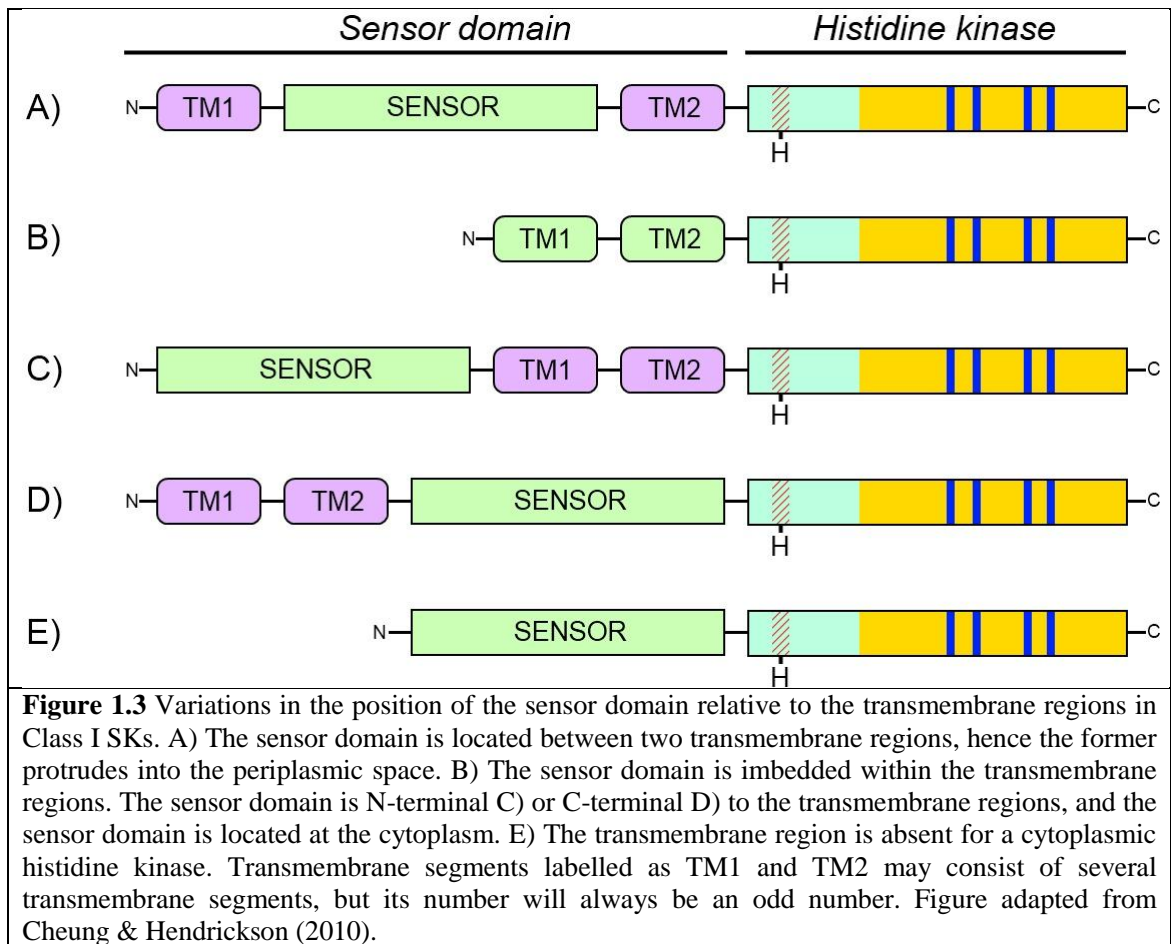 Sensor domain Histidine kinase
A) N TM1 SENSOR TM2 C
H
B) N TM1 TM2 C
H
C) N SENSOR TM1 TM2 C
H
D) N TM1 TM2 SENSOR C
H
E) N SENSOR C
H
Figure 1.3 Variations in the position of the sensor domain relative to the transmembrane regions in
Class I SKs. A) The sensor domain is located between two transmembrane regions, hence the former
protrudes into the periplasmic space. B) The sensor domain is imbedded within the transmembrane
regions. The sensor domain is N-terminal C) or C-terminal D) to the transmembrane regions, and the
sensor domain is located at the cytoplasm. E) The transmembrane region is absent for a cytoplasmic
histidine kinase. Transmembrane segments labelled as TM1 and TM2 may consist of several
transmembrane segments, but its number will always be an odd number. Figure adapted from
Cheung & Hendrickson (2010).